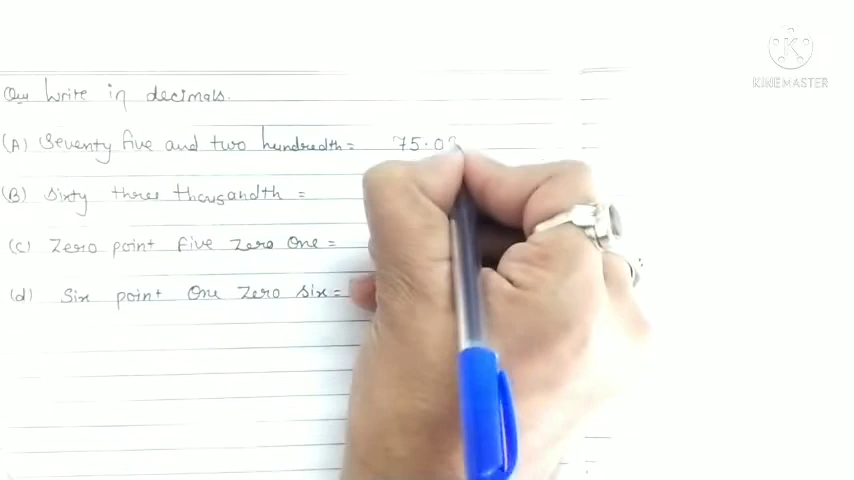 KINEMASTER
Que Write in decimals.
(A) Seventy five and two hundredth = 75.02
(B) Sixty three thousandth =
(c) Zero point five zero one =
(d) Six point one zero six =